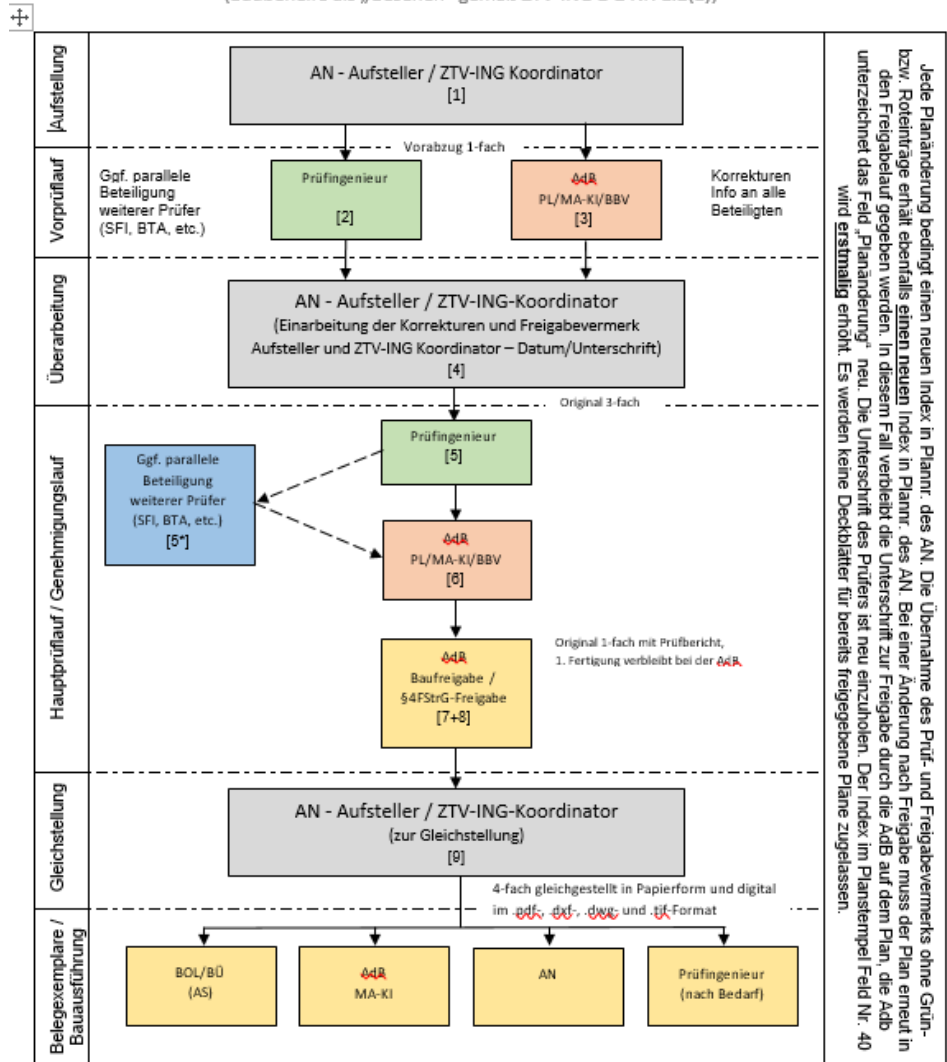 Aufstellung
AN - Aufsteller / ZTV-ING Koordinator
[1]
Vorabzug 1-fach
Vorprüflauf
Ggf. parallele
Beteiligung
weiterer Prüfer
(SFI, BTA, etc.)
Prüfingenieur
[2]
AdB
PL/MA-KI/BBV
[3]
Korrekturen
Info an alle
Beteiligten
Überarbeitung
AN - Aufsteller / ZTV-ING-Koordinator
(Einarbeitung der Korrekturen und Freigabevermerk
Aufsteller und ZTV-ING Koordinator – Datum/Unterschrift)
[4]
Original 3-fach
Hauptprüflauf / Genehmigungslauf
Prüfingenieur
[5]
Ggf. parallele
Beteiligung
weiterer Prüfer
(SFI, BTA, etc.)
[5*]
AdB
PL/MA-KI/BBV
[6]
AdB
Baufreigabe /
§4FStrG-Freigabe
[7+8]
Original 1-fach mit Prüfbericht,
1. Fertigung verbleibt bei der AdB
Gleichstellung
AN - Aufsteller / ZTV-ING-Koordinator
(zur Gleichstellung)
[9]
4-fach gleichgestellt in Papierform und digital
im .pdf-, .dxf-, .dwg- und .tif-Format
Belegexemplare /
Bauausführung
BOL/BÜ
(AS)
AdB
MA-KI
AN
Prüfingenieur
(nach Bedarf)
Jede Planänderung bedingt einen neuen Index in Plannr. des AN. Die Übernahme des Prüf- und Freigabevermerks ohne Grün-
bzw. Roteinträge erhält ebenfalls einen neuen Index in Plannr. des AN. Bei einer Änderung nach Freigabe muss der Plan erneut in
den Freigabelauf gegeben werden. In diesem Fall verbleibt die Unterschrift zur Freigabe durch die AdB auf dem Plan, die Adb
unterzeichnet das Feld „Planänderung" neu. Die Unterschrift des Prüfers ist neu einzuholen. Der Index im Planstempel Feld Nr. 40
wird erstmalig erhöht. Es werden keine Deckblätter für bereits freigegebene Pläne zugelassen.